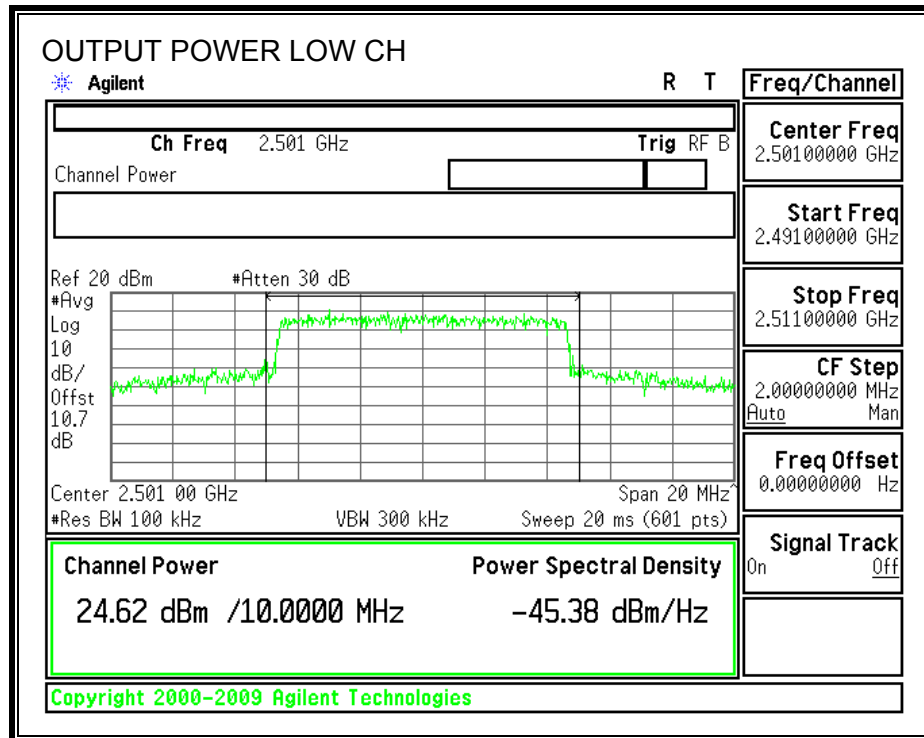 OUTPUT POWER LOW CH
Agilent
R T
Ch Freq 2.501 GHz
Trig RF B
Channel Power
Ref 20 dBm
#Atten 30 dB
#Avg
Log
10
dB/
Offst
10.7
dB
Center 2.501 00 GHz
Span 20 MHz^
#Res BW 100 kHz
VBW 300 kHz
Sweep 20 ms (601 pts)
Channel Power
Power Spectral Density
24.62 dBm /10.0000 MHz
-45.38 dBm/Hz
Copyright 2000-2009 Agilent Technologies
Freq/Channel
Center Freq
2.50100000 GHz
Start Freq
2.49100000 GHz
Stop Freq
2.51100000 GHz
CF Step
2.00000000 MHz
Auto Man
Freq Offset
0.00000000 Hz
Signal Track
On Off